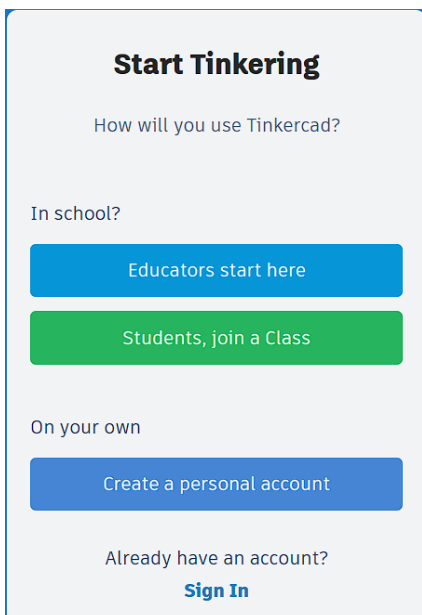 Start Tinkering
How will you use Tinkercad?
In school?
Educators start here
Students, join a Class
On your own
Create a personal account
Already have an account?
Sign In